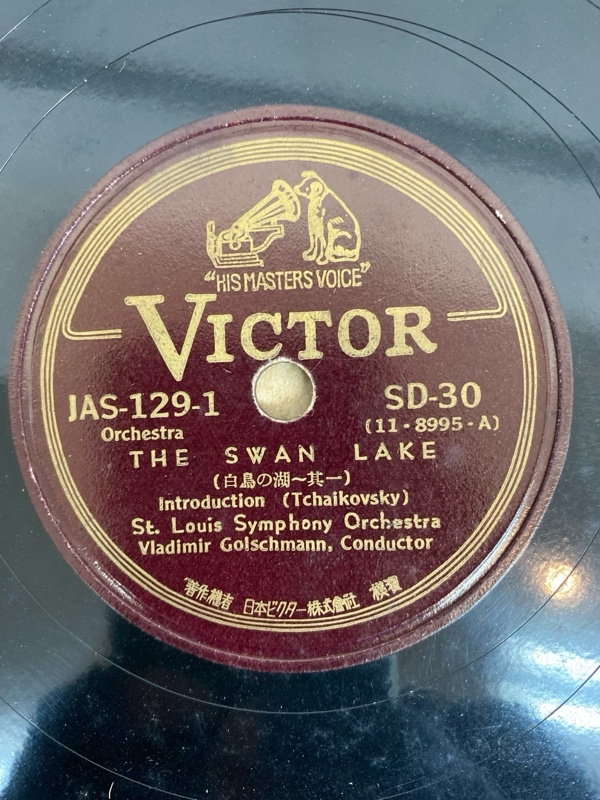 "HIS MASTERS VOICE"
VICTOR
JAS-129-1
SD-30
Orchestra
(11-8995-A)
THE SWAN LAKE
(白鳥の湖~其一)
Introduction (Tchaikovsky)
St. Louis Symphony Orchestra
Vladimir Golschmann, Conductor
著作権者 日本ビクター株式會社 横濱